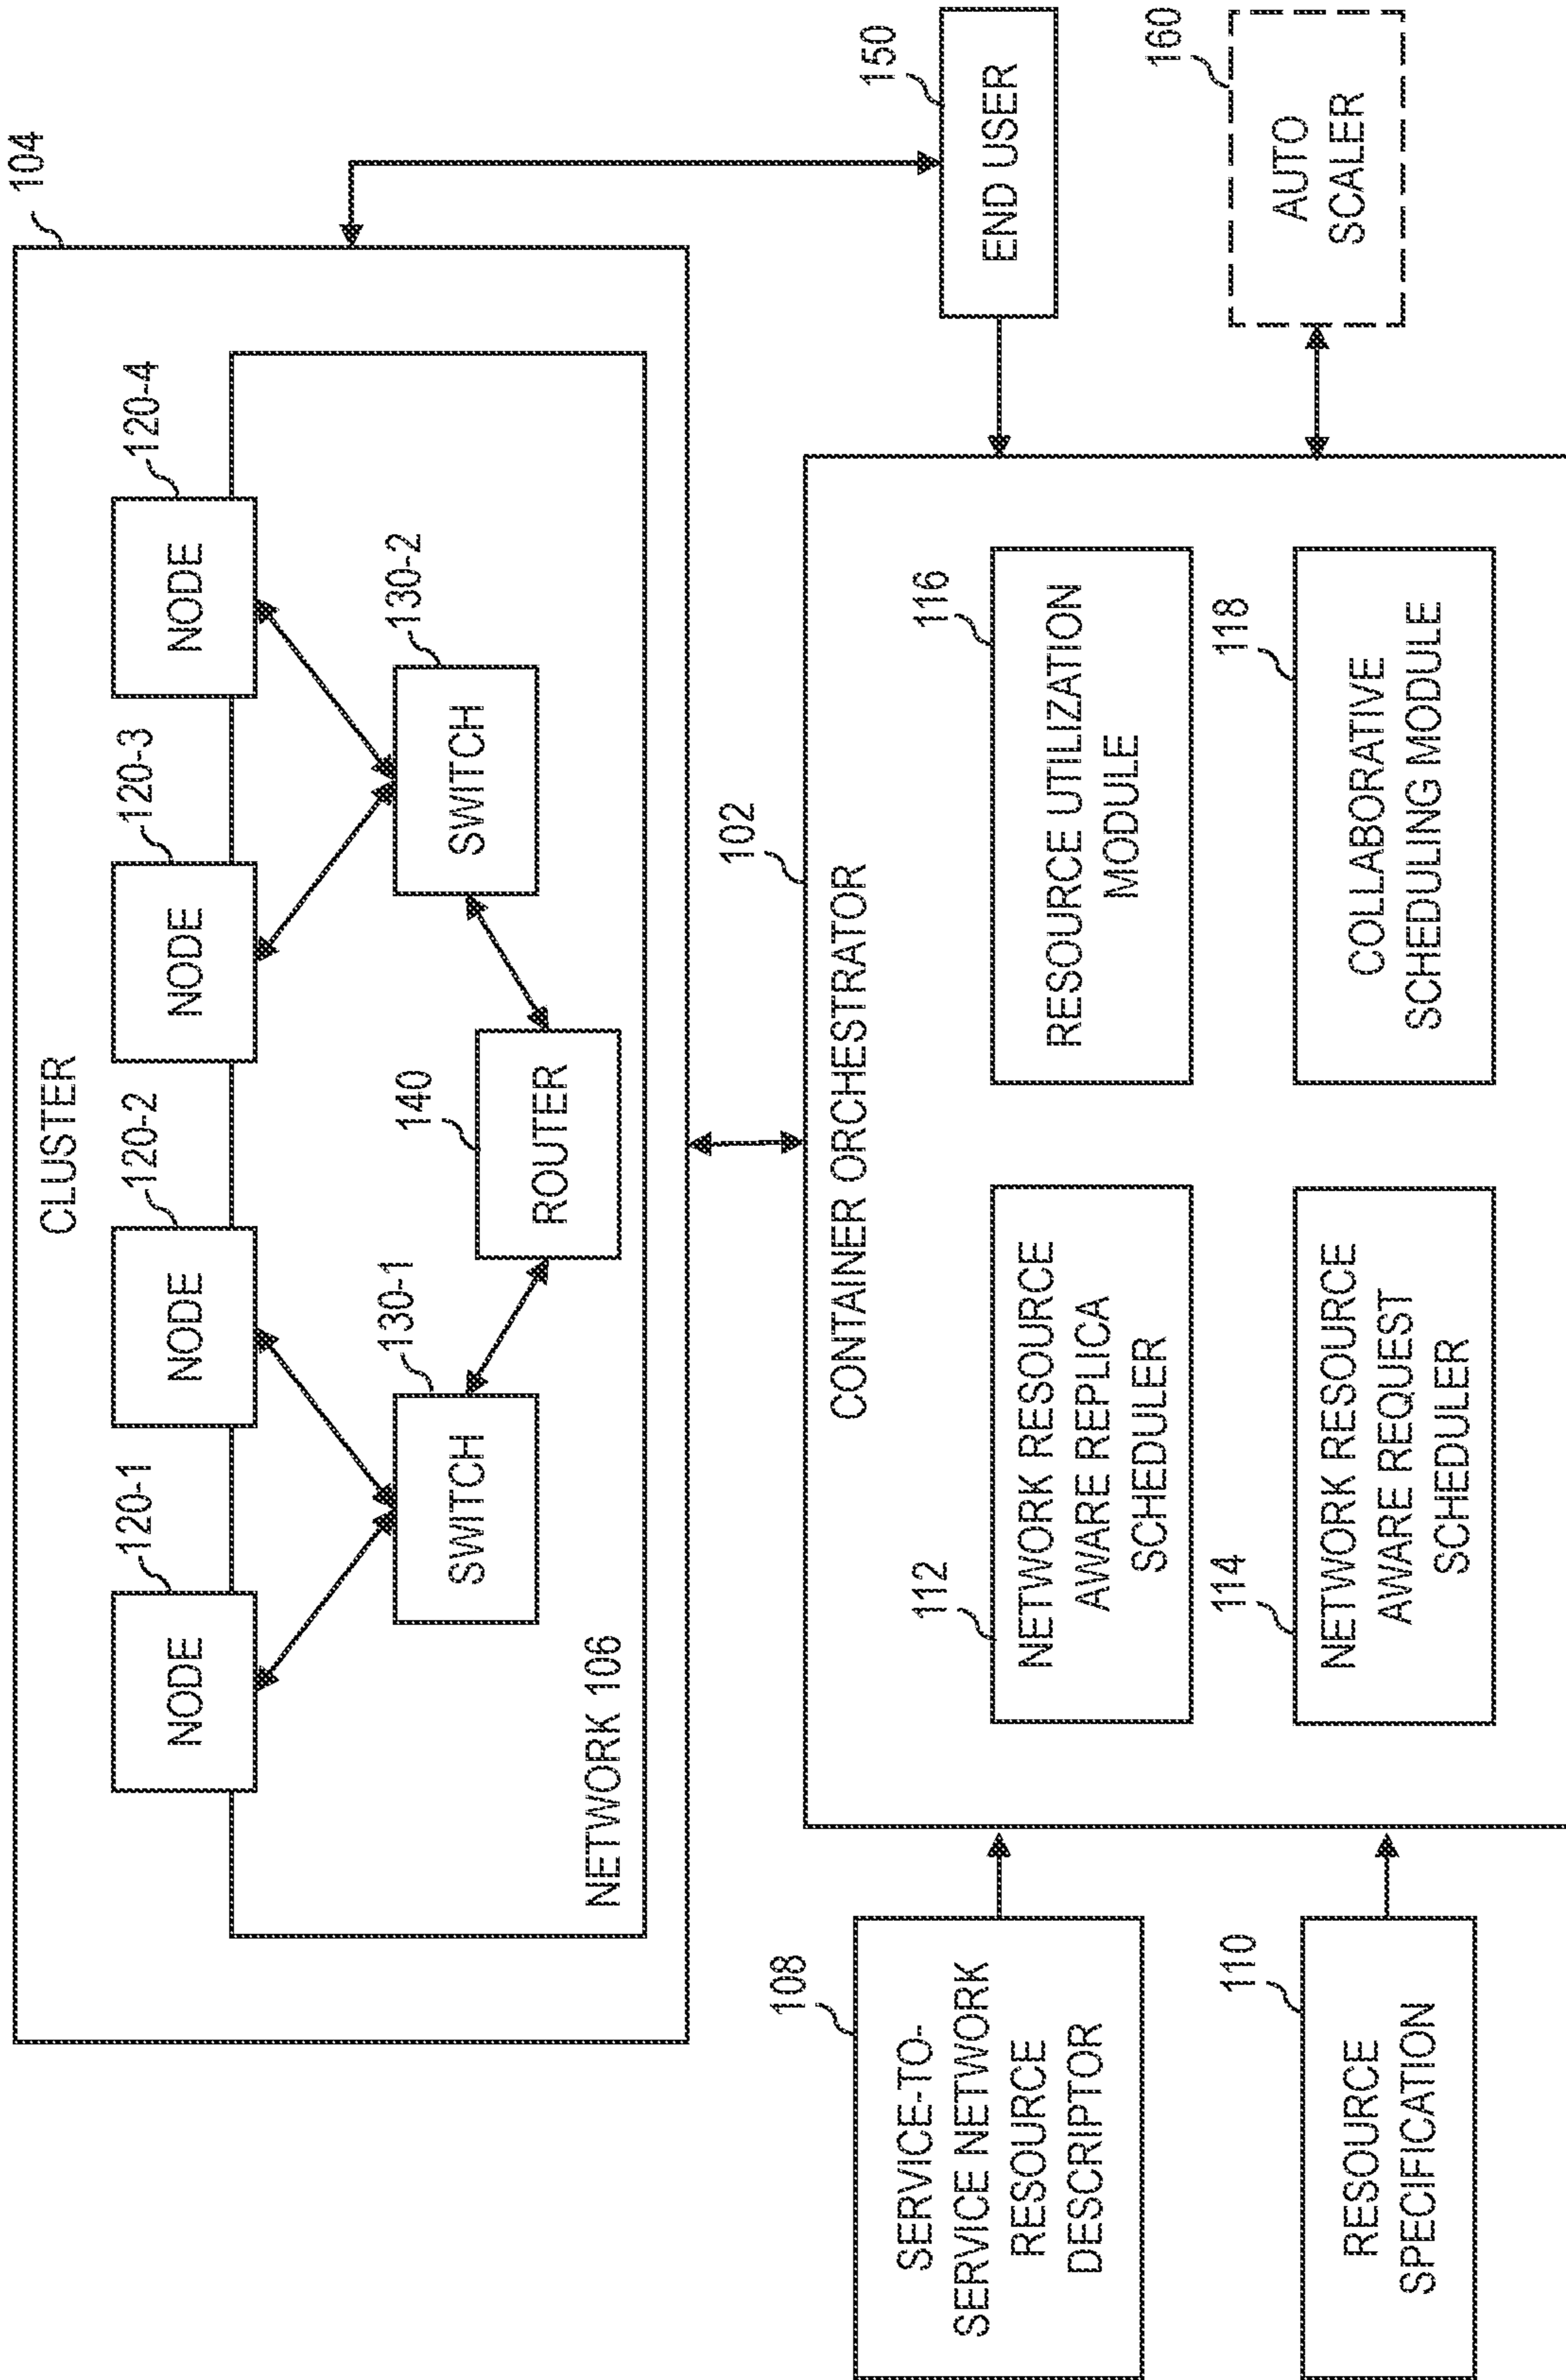 104
CLUSTER
120-1
120-2
120-3
120-4
NODE
NODE
NODE
NODE
130-1
130-2
SWITCH
SWITCH
140
ROUTER
NETWORK 106
102
CONTAINER ORCHESTRATOR
108
SERVICE-TO-
SERVICE NETWORK
RESOURCE
DESCRIPTOR
110
RESOURCE
SPECIFICATION
112
NETWORK RESOURCE
AWARE REPLICA
SCHEDULER
114
NETWORK RESOURCE
AWARE REQUEST
SCHEDULER
116
RESOURCE UTILIZATION
MODULE
118
COLLABORATIVE
SCHEDULING MODULE
150
END USER
160
AUTO
SCALER